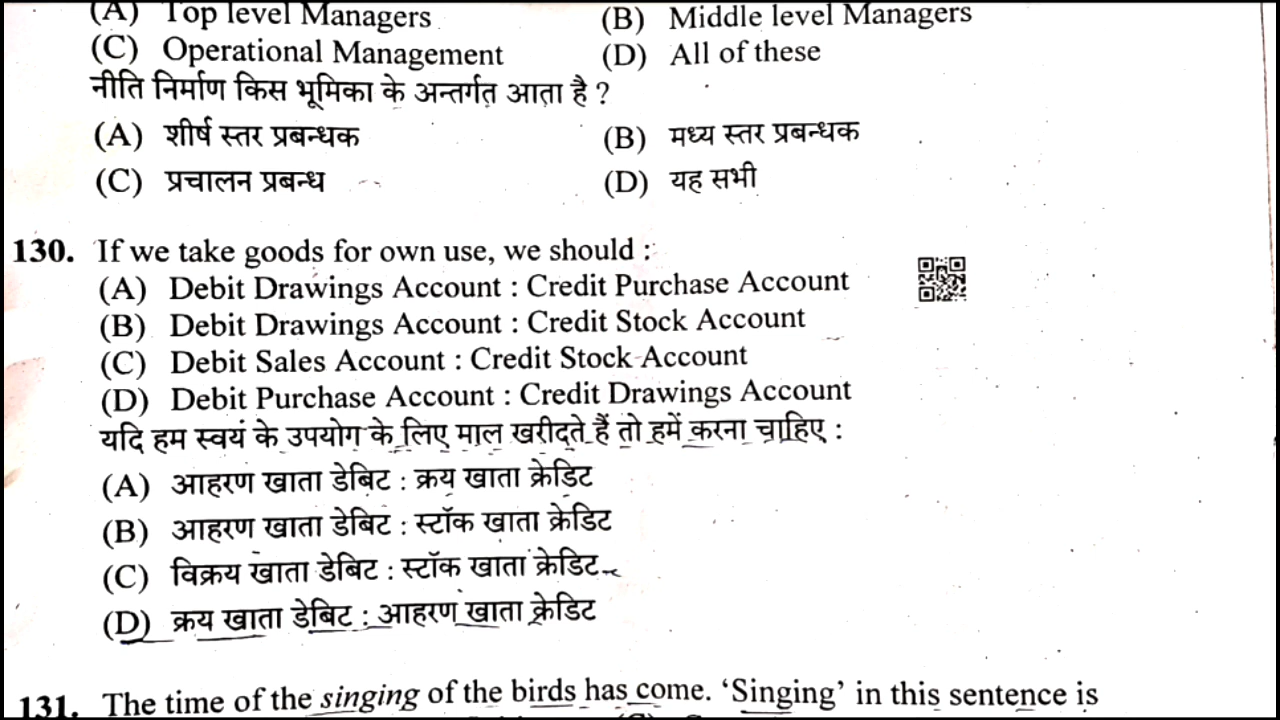 (A) Top level Managers (B) Middle level Managers
(C) Operational Management (D) All of these
नीति निर्माण किस भूमिका के अन्तर्गत आता है ?
(A) शीर्ष स्तर प्रबन्धक (B) मध्य स्तर प्रबन्धक
(C) प्रचालन प्रबन्ध (D) यह सभी
130. If we take goods for own use, we should :
(A) Debit Drawings Account : Credit Purchase Account
(B) Debit Drawings Account : Credit Stock Account
(C) Debit Sales Account : Credit Stock Account
(D) Debit Purchase Account : Credit Drawings Account
यदि हम स्वयं के उपयोग के लिए माल खरीदते हैं तो हमें करना चाहिए :
(A) आहरण खाता डेबिट : क्रय खाता क्रेडिट
(B) आहरण खाता डेबिट : स्टॉक खाता क्रेडिट
(C) विक्रय खाता डेबिट : स्टॉक खाता क्रेडिट
(D) क्रय खाता डेबिट : आहरण खाता क्रेडिट
131. The time of the singing of the birds has come. ‘Singing’ in this sentence is